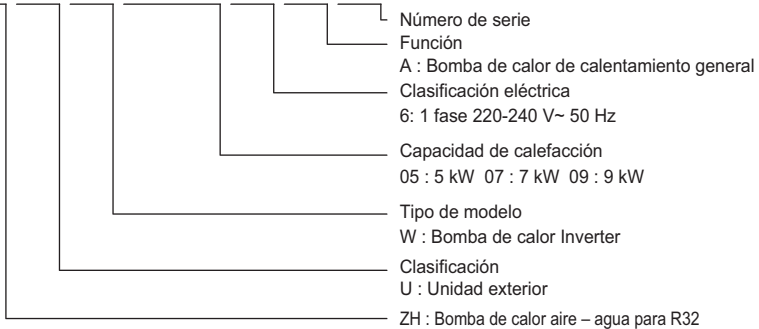 Número de serie
Función
A : Bomba de calor de calentamiento general
Clasificación eléctrica
6: 1 fase 220-240 V~ 50 Hz
Capacidad de calefacción
05 : 5 kW 07 : 7 kW 09 : 9 kW
Tipo de modelo
W : Bomba de calor Inverter
Clasificación
U : Unidad exterior
ZH : Bomba de calor aire – agua para R32